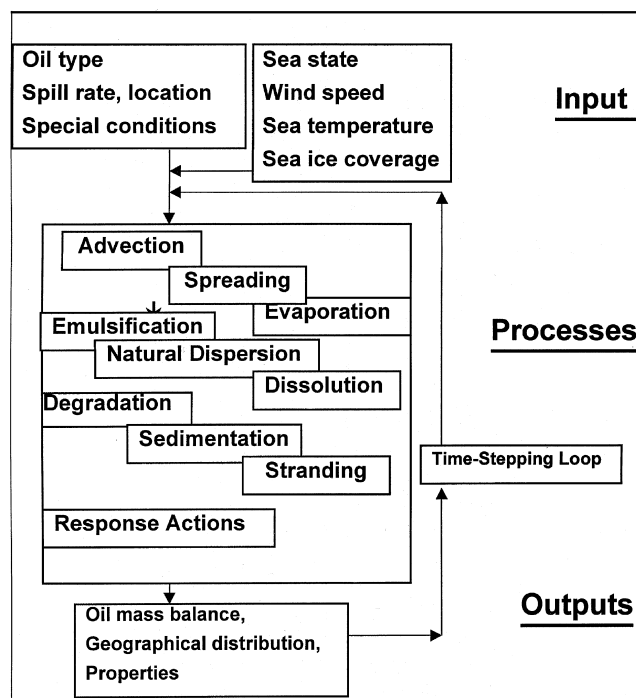 Oil type
Spill rate, location
Special conditions
Sea state
Wind speed
Sea temperature
Sea ice coverage
Input
Advection
Spreading
Evaporation
Emulsification
Natural Dispersion
Dissolution
Degradation
Sedimentation
Stranding
Response Actions
Processes
Time-Stepping Loop
Oil mass balance,
Geographical distribution,
Properties
Outputs